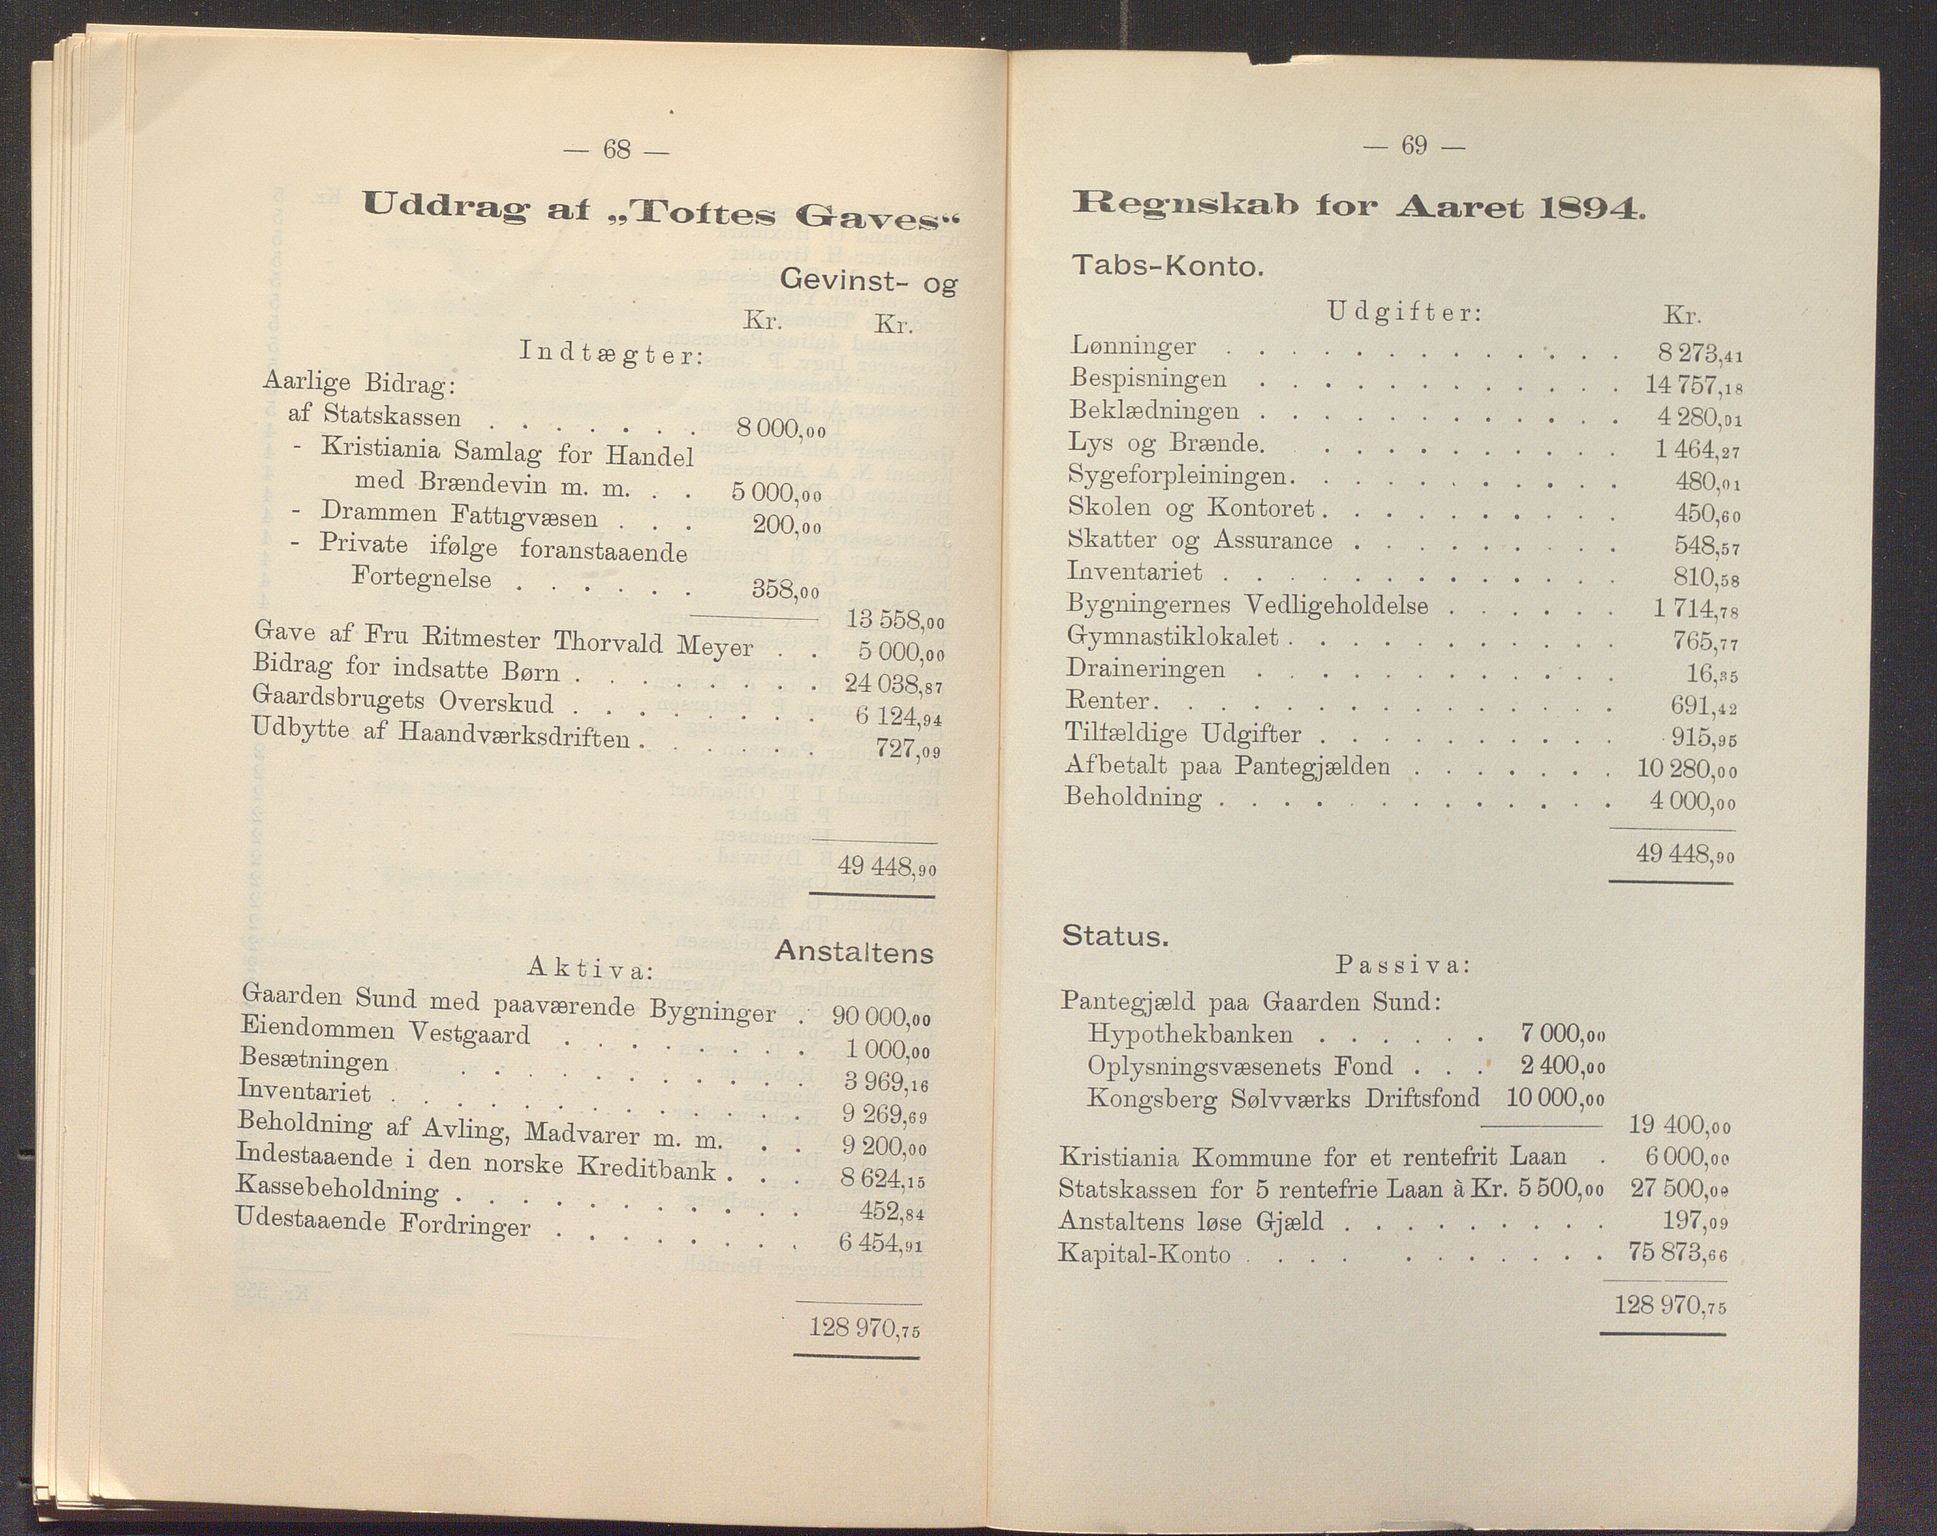 — 68 —
Uddrag af „Toftes Gaves“
Gevinst- og
Kr. Kr.
Indtægter:
Aarlige Bidrag:
af Statskassen . . . . . . . 8 000,00
- Kristiania Samlag for Handel
med Brændevin m. m. . . 5 000,00
- Drammen Fattigvæsen . . . 200,00
- Private ifølge foranstaaende
Fortegnelse . . . . . . 358,00
13 558,00
Gave af Fru Ritmester Thorvald Meyer . . 5 000,00
Bidrag for indsatte Børn . . . . . . . . 24 038,87
Gaardsbrugets Overskud . . . . . . . . 6 124,94
Udbytte af Haandværksdriften . . . . . . 727,09
49 448,90
Anstaltens
Aktiva:
Gaarden Sund med paaværende Bygninger . 90 000,00
Eiendommen Vestgaard . . . . . . . . 1 000,00
Besætningen . . . . . . . . . . . 3 969,16
Inventariet . . . . . . . . . . . . . 9 269,69
Beholdning af Avling, Madvarer m. m. . . 9 200,00
Indestaaende i den norske Kreditbank . . . 8 624,15
Kassebeholdning . . . . . . . . . . . 452,84
Udestaaende Fordringer . . . . . . . . 6 454,91
128 970,75
— 69 —
Regnskab for Aaret 1894.
Tabs-Konto.
Udgifter: Kr.
Lønninger . . . . . . . . . . . . . 8 273,41
Bespisningen . . . . . . . . . . . . 14 757,18
Beklædningen . . . . . . . . . . . . 4 280,01
Lys og Brænde. . . . . . . . . . . . 1 464,27
Sygeforpleiningen. . . . . . . . . . . 480,01
Skolen og Kontoret . . . . . . . . . . 450,60
Skatter og Assurance . . . . . . . . . 548,57
Inventariet . . . . . . . . . . . . . 810,58
Bygningernes Vedligeholdelse . . . . . . 1 714,78
Gymnastiklokalet . . . . . . . . . . . 765,77
Draineringen . . . . . . . . . . . . 16,35
Renter. . . . . . . . . . . . . . . 691,42
Tilfældige Udgifter . . . . . . . . . . 915,95
Afbetalt paa Pantegjælden . . . . . . . 10 280,00
Beholdning . . . . . . . . . . . . . 4 000,00
49 448,90
Status.
Passiva:
Pantegjæld paa Gaarden Sund:
Hypothekbanken . . . . . . 7 000,00
Oplysningsvæsenets Fond . . . 2 400,00
Kongsberg Sølvværks Driftsfond 10 000,00
19 400,00
Kristiania Kommune for et rentefrit Laan . 6 000,00
Statskassen for 5 rentefrie Laan à Kr. 5 500,00 27 500,00
Anstaltens løse Gjæld . . . . . . . . . 197,09
Kapital-Konto . . . . . . . . . . . . 75 873,66
128 970,75